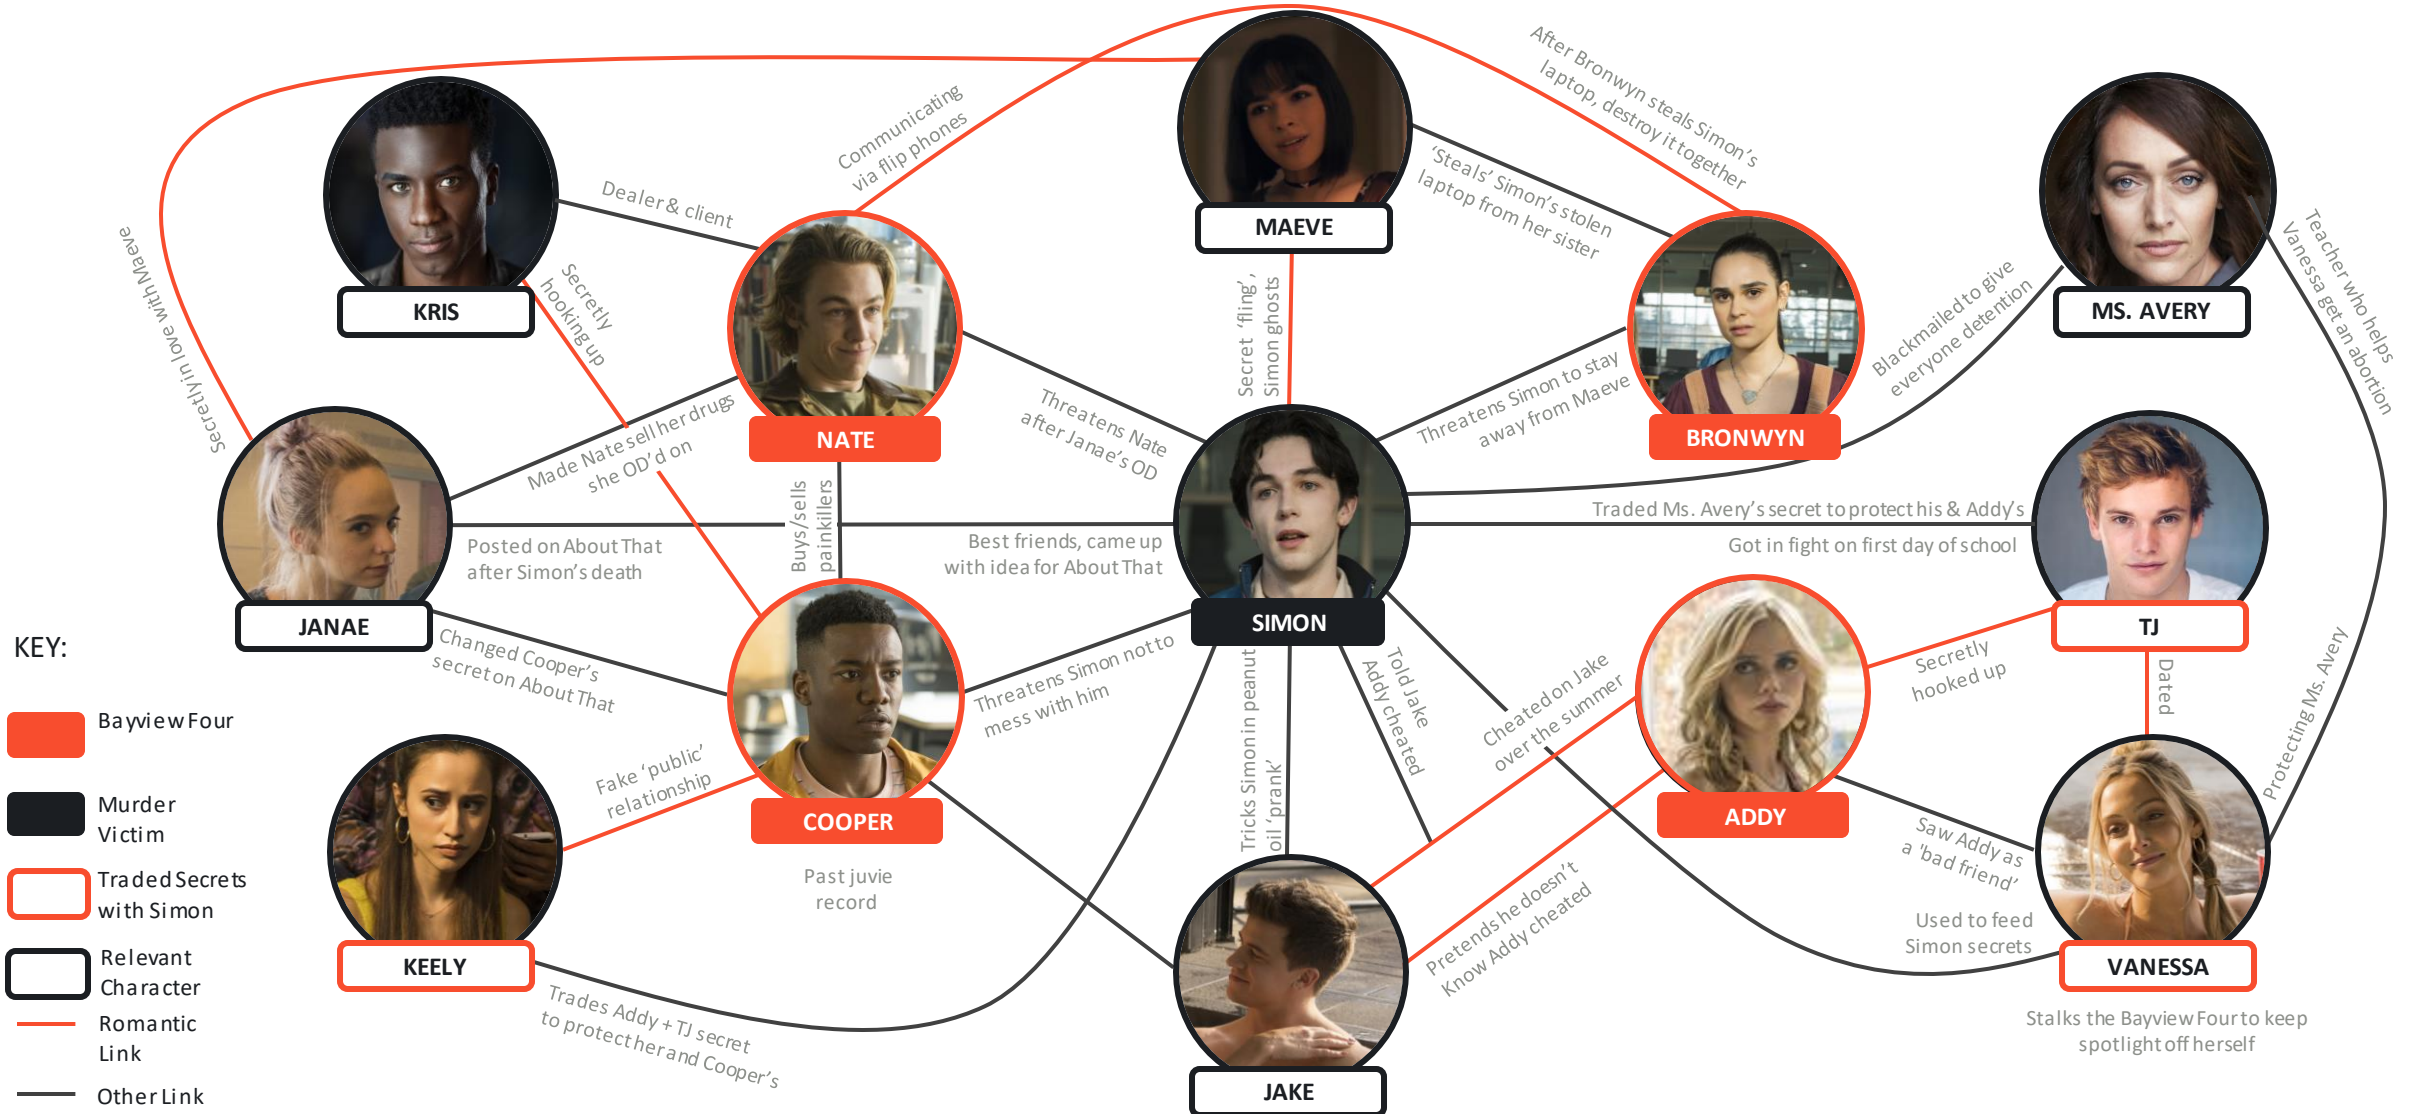 After Bronwyn steals Simon's
laptop, destroy it together
Communicating
via flip phones
'Steals' Simon's stolen
laptop from her sister
Dealer & client
MAEVE
KRIS
MS. AVERY
Teacher who helps
Vanessa get an abortion
Secretly in love with Maeve
Secretly
hooking up
Secret 'fling',
Simon ghosts
Blackmailed to give
everyone detention
NATE
BRONWYN
Threatens Nate
after Janae's OD
Threatens Simon to stay
away from Maeve
Made Nate sell her drugs
she OD'd on
Buys/sells
painkillers
Traded Ms. Avery's secret to protect his & Addy's
Got in fight on first day of school
Posted on About That
after Simon's death
Best friends, came up
with idea for About That
JANAE
SIMON
TJ
KEY:
Changed Cooper's
secret on About That
Threatens Simon not to
mess with him
Tricks Simon in peanut
oil 'prank'
Told Jake
Addy cheated
Cheated on Jake
over the summer
Secretly
hooked up
Dated
Protecting Ms. Avery
Bayview Four
Fake 'public'
relationship
Murder
Victim
COOPER
ADDY
Saw Addy as
a 'bad friend'
Past juvie
record
Traded Secrets
with Simon
Pretends he doesn't
Know Addy cheated
Used to feed
Simon secrets
Relevant
Character
KEELY
VANESSA
Trades Addy + TJ secret
to protect her and Cooper's
Stalks the Bayview Four to keep
spotlight off herself
Romantic
Link
JAKE
Other Link